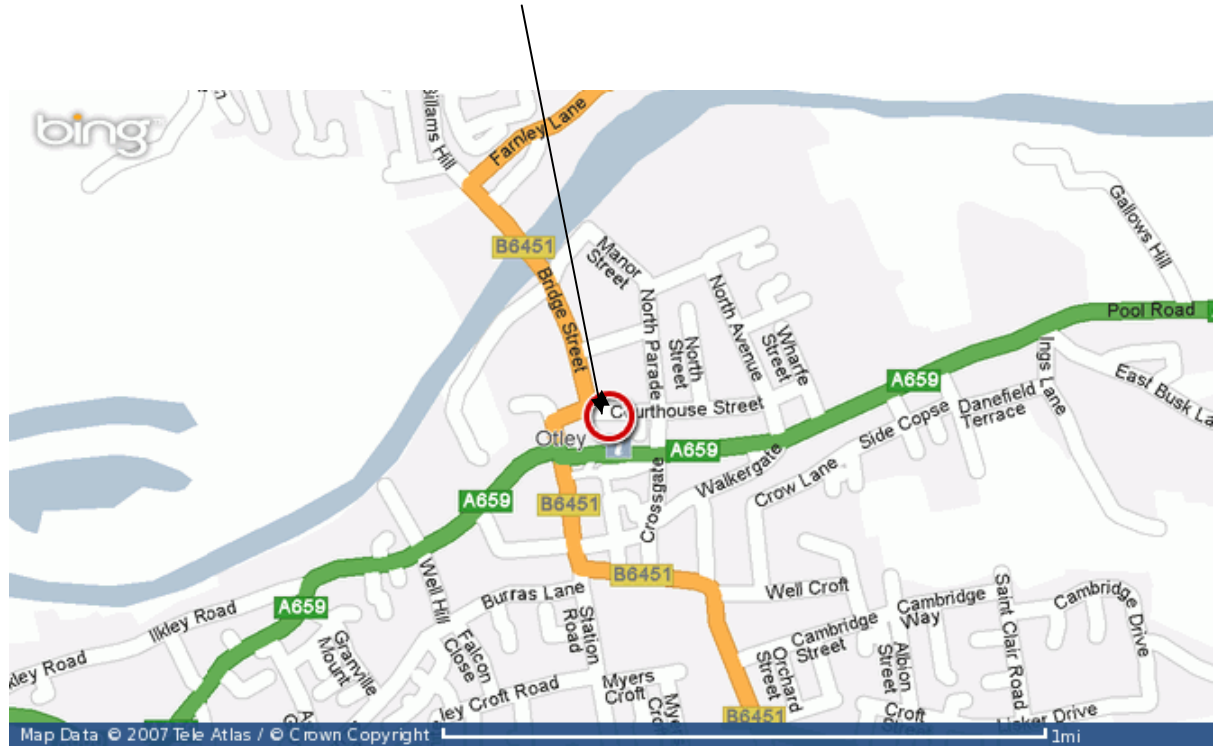 bing
Billams Hill
Farnley Lane
B6451
Manor
Street
Gallows Hill
Bridge Street
North Parade
North
Street
North Avenue
Wharfe
Street
Pool Road
Ings Lane
East Busk La
A659
Courthouse Street
Danefield
Terrace
Side Copse
Otley
A659
Walkergate
Crow Lane
Crossgate
A659
B6451
B6451
Well Hill
Burras Lane
Well Croft
A659
Ilkley Road
Granville
Mount
Falcon
Close
Station
Road
Cambridge
Street
Cambridge
Way
Saint Clair Road
Cambridge Drive
kley Road
ley Croft Road
Myers
Croft
Orchard
Street
Albion
Street
B6451
Croft
Drive
Map Data © 2007 Tele Atlas / © Crown Copyright
1mi